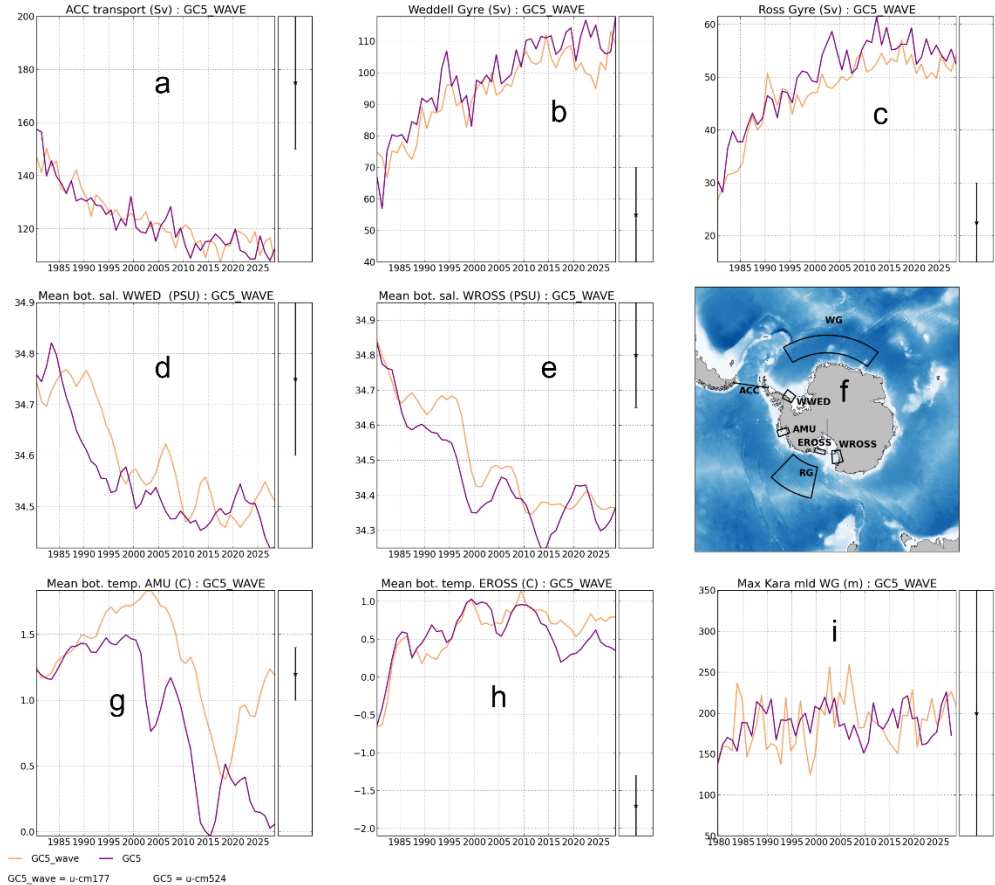 ACC transport (Sv) : GC5_WAVE
200
180
160
140
120
a
1985 1990 1995 2000 2005 2010 2015 2020 2025
Weddell Gyre (Sv) : GC5_WAVE
110
100
90
80
70
60
50
40
b
1985 1990 1995 2000 2005 2010 2015 2020 2025
Ross Gyre (Sv) : GC5_WAVE
60
50
40
30
20
c
1985 1990 1995 2000 2005 2010 2015 2020 2025
Mean bot. sal. WWED (PSU) : GC5_WAVE
34.9
34.8
34.7
34.6
34.5
d
1985 1990 1995 2000 2005 2010 2015 2020 2025
Mean bot. sal. WROSS (PSU) : GC5_WAVE
34.9
34.8
34.7
34.6
34.5
34.4
34.3
e
1985 1990 1995 2000 2005 2010 2015 2020 2025
WG
f
ACC
WWED
AMU
EROSS
WROSS
RG
Mean bot. temp. AMU (C) : GC5_WAVE
1.5
1.0
0.5
0.0
g
1985 1990 1995 2000 2005 2010 2015 2020 2025
Mean bot. temp. EROSS (C) : GC5_WAVE
1.0
0.5
0.0
−0.5
−1.0
−1.5
−2.0
h
1985 1990 1995 2000 2005 2010 2015 2020 2025
Max Kara mld WG (m) : GC5_WAVE
350
300
250
200
150
100
50
i
1980 1985 1990 1995 2000 2005 2010 2015 2020 2025
GC5_wave GC5
GC5_wave = u-cm177 GC5 = u-cm524